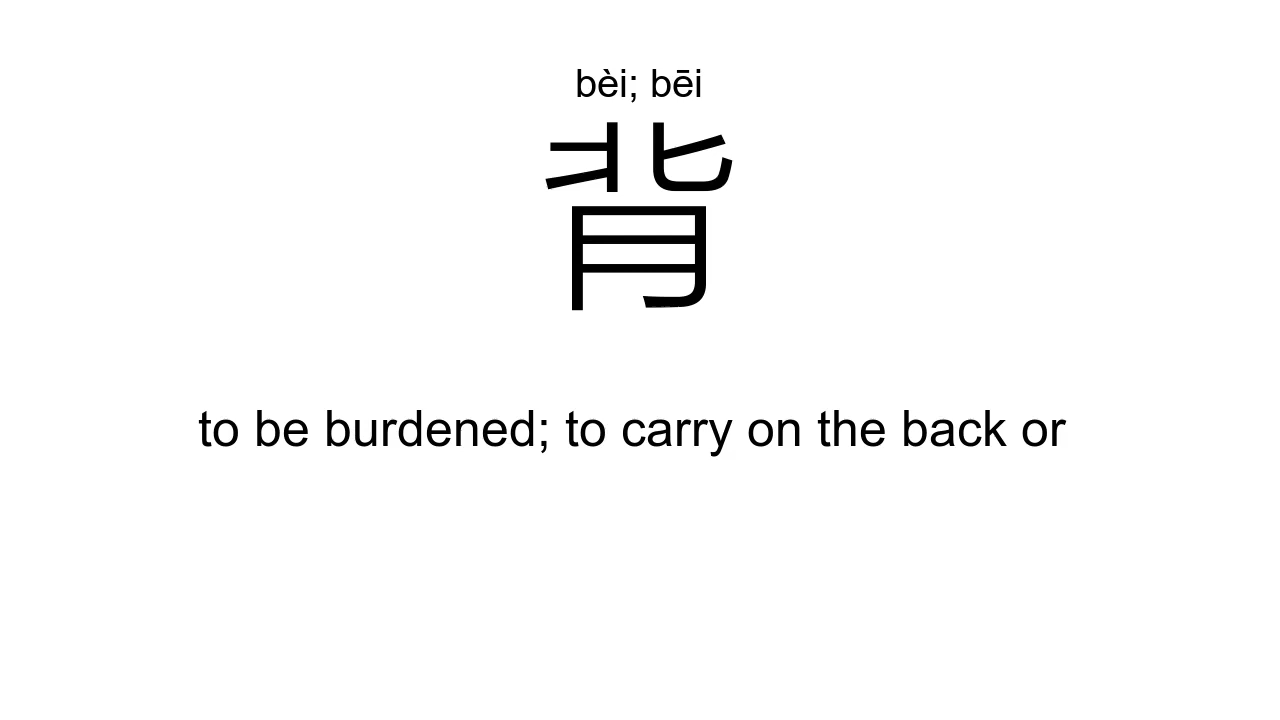 bèi; bēi
背
to be burdened; to carry on the back or